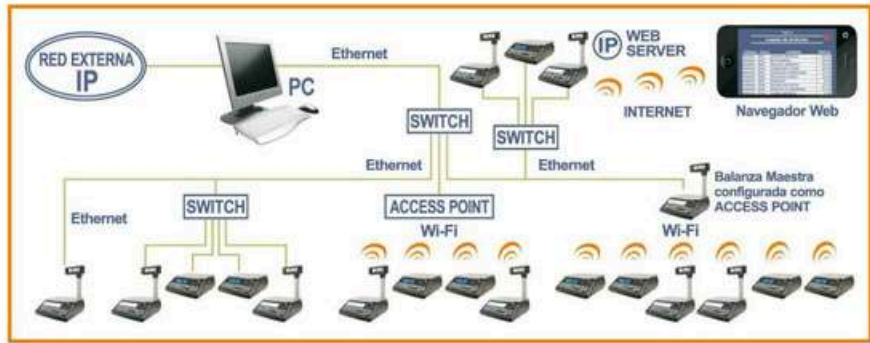 RED EXTERNA
IP
PC
Ethernet
IP
WEB
SERVER
INTERNET
Navegador Web
SWITCH
SWITCH
Ethernet
Ethernet
Balanza Maestra
configurada como
ACCESS POINT
Ethernet
SWITCH
ACCESS POINT
Wi-Fi
Wi-Fi